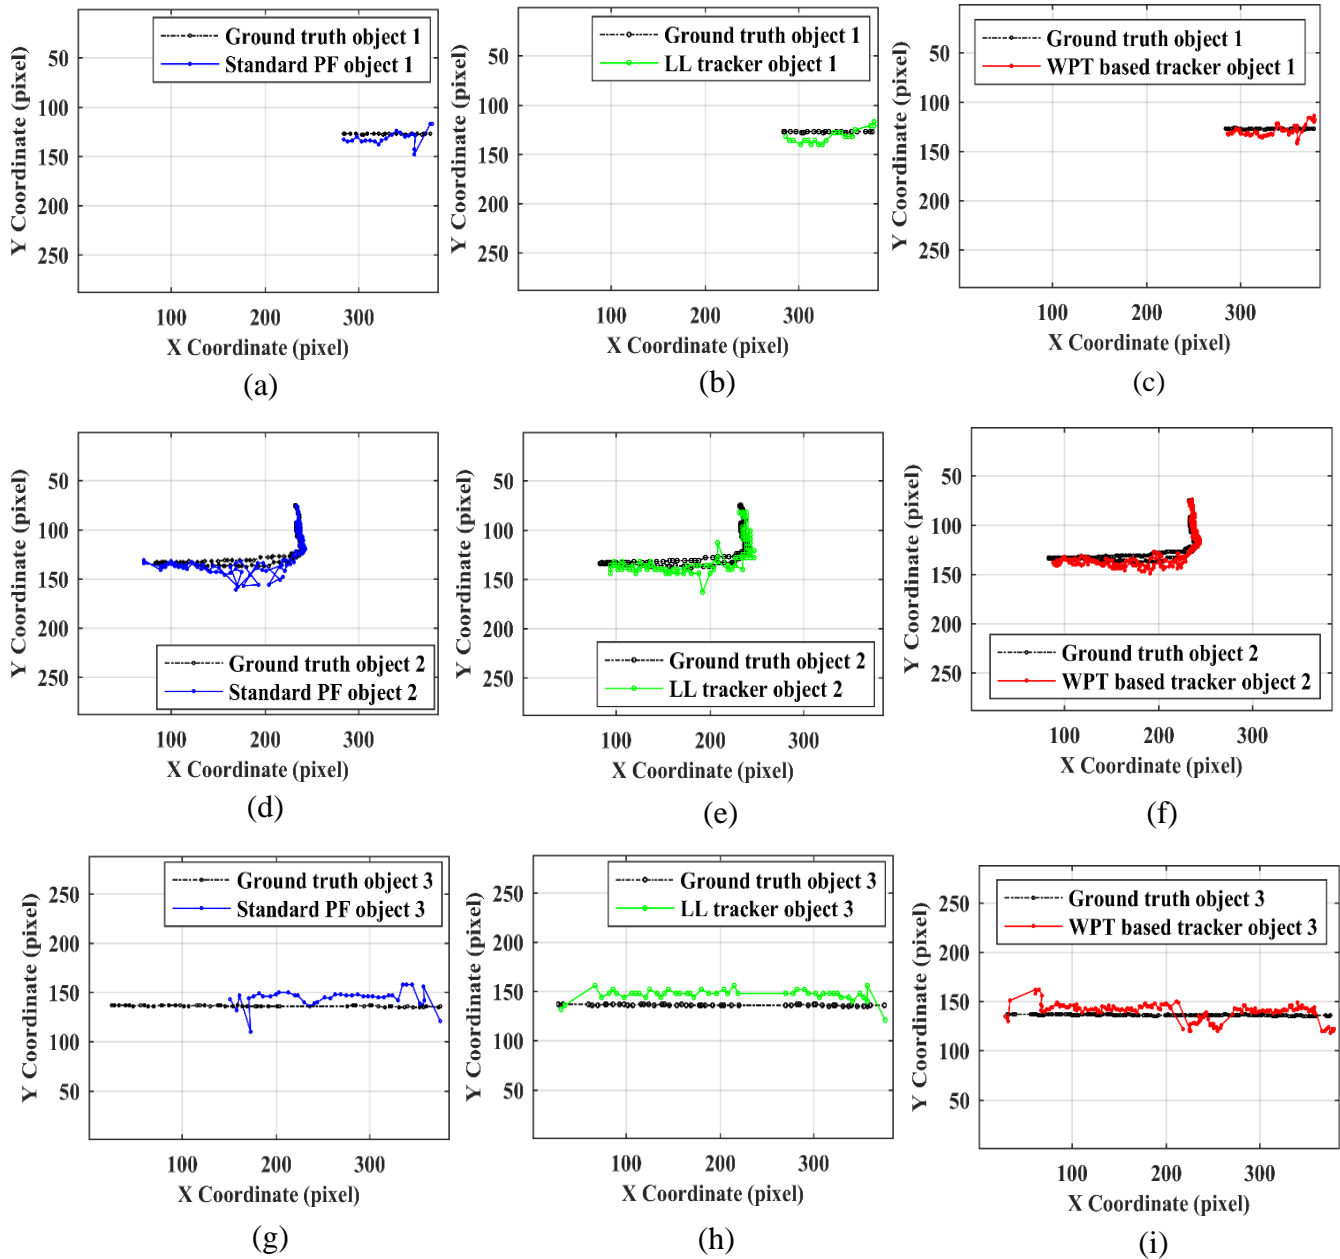 Ground truth object 1
Standard PF object 1
50
100
150
200
250
Y Coordinate (pixel)
100 200 300
X Coordinate (pixel)
(a)
Ground truth object 1
LL tracker object 1
50
100
150
200
250
Y Coordinate (pixel)
100 200 300
X Coordinate (pixel)
(b)
Ground truth object 1
WPT based tracker object 1
50
100
150
200
250
Y Coordinate (pixel)
100 200 300
X Coordinate (pixel)
(c)
50
100
150
200
250
Y Coordinate (pixel)
Ground truth object 2
Standard PF object 2
100 200 300
X Coordinate (pixel)
(d)
50
100
150
200
250
Y Coordinate (pixel)
Ground truth object 2
LL tracker object 2
100 200 300
X Coordinate (pixel)
(e)
50
100
150
200
250
Y Coordinate (pixel)
Ground truth object 2
WPT based tracker object 2
100 200 300
X Coordinate (pixel)
(f)
Ground truth object 3
Standard PF object 3
250
200
150
100
50
Y Coordinate (pixel)
100 200 300
X Coordinate (pixel)
(g)
Ground truth object 3
LL tracker object 3
250
200
150
100
50
Y Coordinate (pixel)
100 200 300
X Coordinate (pixel)
(h)
Ground truth object 3
WPT based tracker object 3
250
200
150
100
50
Y Coordinate (pixel)
100 200 300
X Coordinate (pixel)
(i)